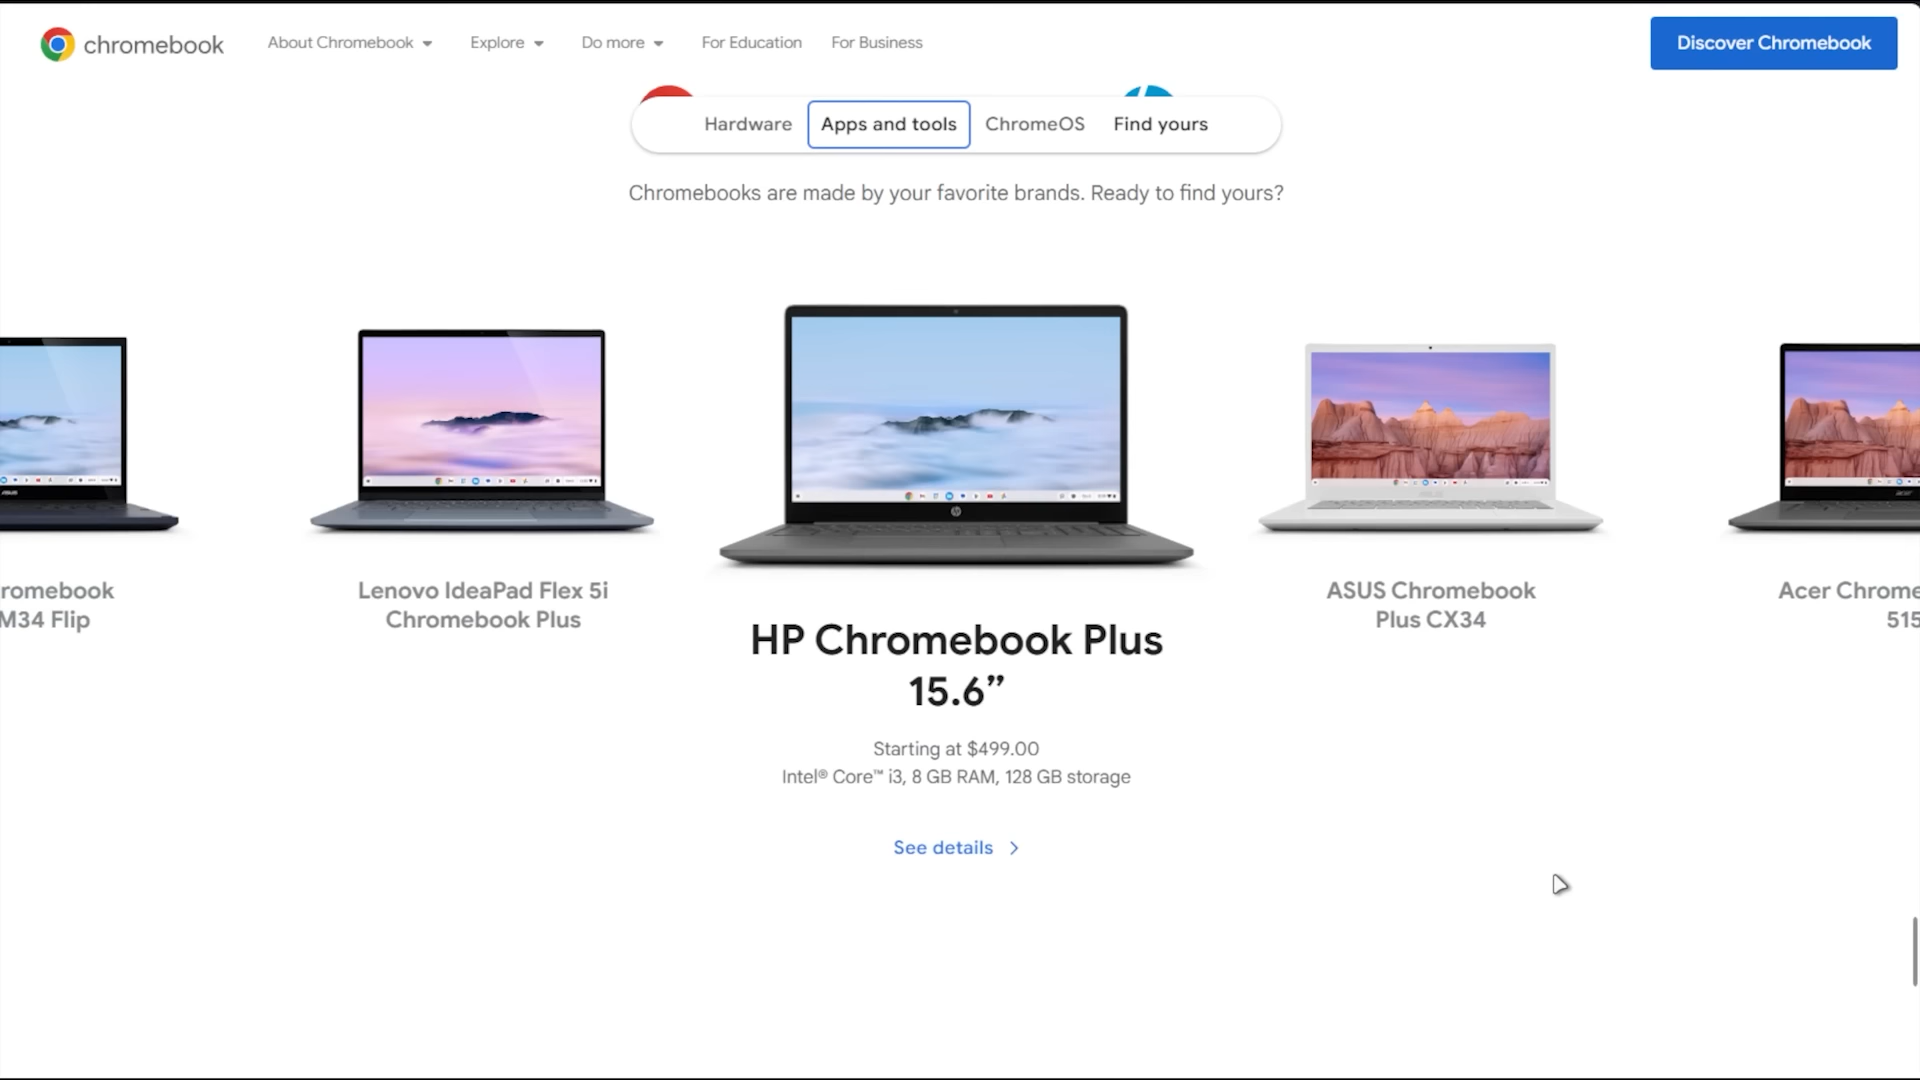 chromebook
About Chromebook
Explore
Do more
For Education
For Business
Discover Chromebook
Hardware
Apps and tools
ChromeOS
Find yours
Chromebooks are made by your favorite brands. Ready to find yours?
romebook
M34 Flip
Lenovo IdeaPad Flex 5i
Chromebook Plus
HP Chromebook Plus
15.6”
Starting at $499.00
Intel® Core™ i3, 8 GB RAM, 128 GB storage
See details
ASUS Chromebook
Plus CX34
Acer Chrome
515